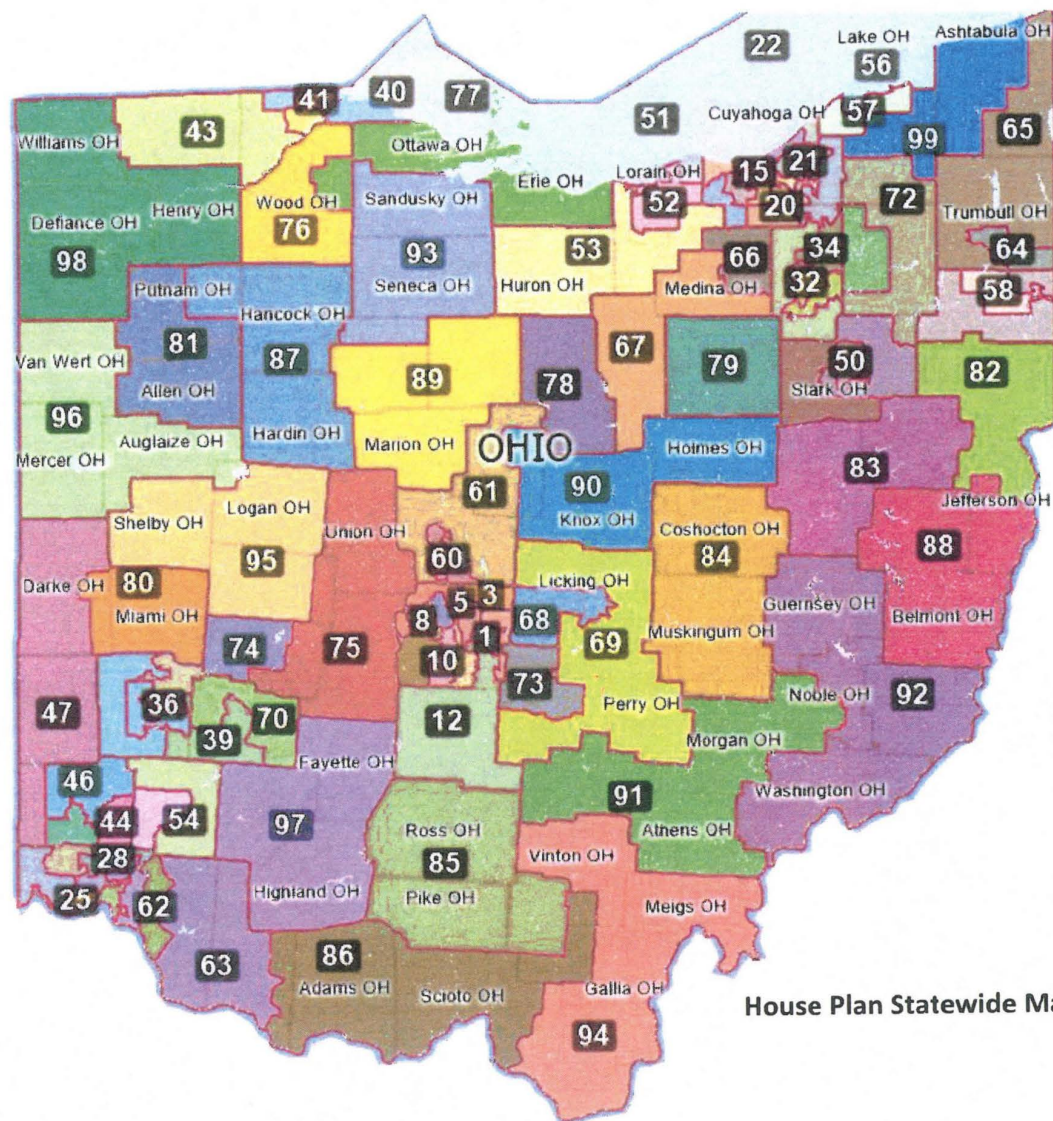 22
Lake OH
Ashtabula OH
56
41
40
77
51
Cuyahoga OH
57
65
Williams OH
43
Ottawa OH
99
Lorain OH
15
21
Erie OH
Henry OH
Wood OH
Sandusky OH
52
20
72
Defiance OH
76
Trumbull OH
98
93
53
34
64
Putnam OH
Seneca OH
Huron OH
66
Medina OH
32
58
Hancock OH
81
67
Van Wert OH
87
89
78
79
50
82
Allen OH
Stark OH
96
Auglaize OH
Hardin OH
Marion OH
OHIO
Holmes OH
Mercer OH
61
90
83
Logan OH
Knox OH
Jefferson OH
Shelby OH
Union OH
Coshocton OH
95
60
84
88
Darke OH
80
Licking OH
Guernsey OH
Miami OH
5
3
8
68
Belmont OH
74
75
1
69
Muskingum OH
10
73
Noble OH
92
47
36
70
12
Perry OH
39
Morgan OH
Fayette OH
46
Washington OH
44
54
97
91
Ross OH
Athens OH
28
85
Vinton OH
25
62
Highland OH
Pike OH
Meigs OH
63
86
Adams OH
Scioto OH
Gallia OH
House Plan Statewide Ma
94